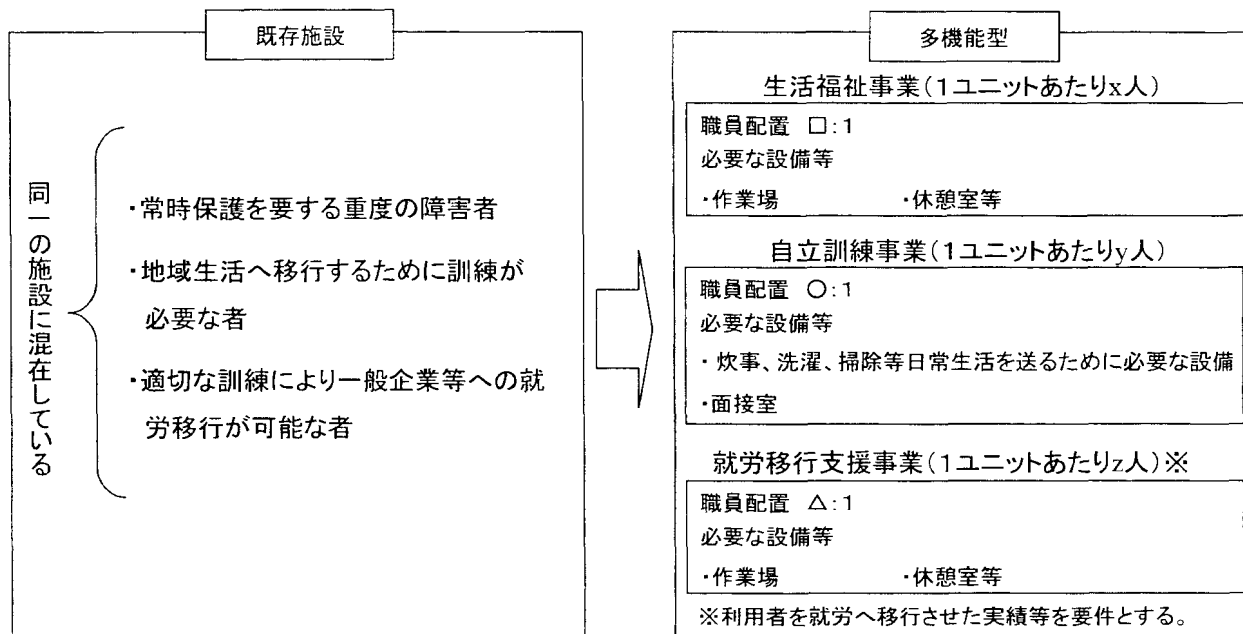 既存施設
同一の施設に混在している
・常時保護を要する重度の障害者
・地域生活へ移行するために訓練が
必要な者
・適切な訓練により一般企業等への就
労移行が可能な者
多機能型
生活福祉事業(1ユニットあたりx人)
職員配置 □:1
必要な設備等
・作業場 ・休憩室等
自立訓練事業(1ユニットあたりy人)
職員配置 ○:1
必要な設備等
・炊事、洗濯、掃除等日常生活を送るために必要な設備
・面接室
就労移行支援事業(1ユニットあたりz人)※
職員配置 △:1
必要な設備等
・作業場 ・休憩室等
※利用者を就労へ移行させた実績等を要件とする。